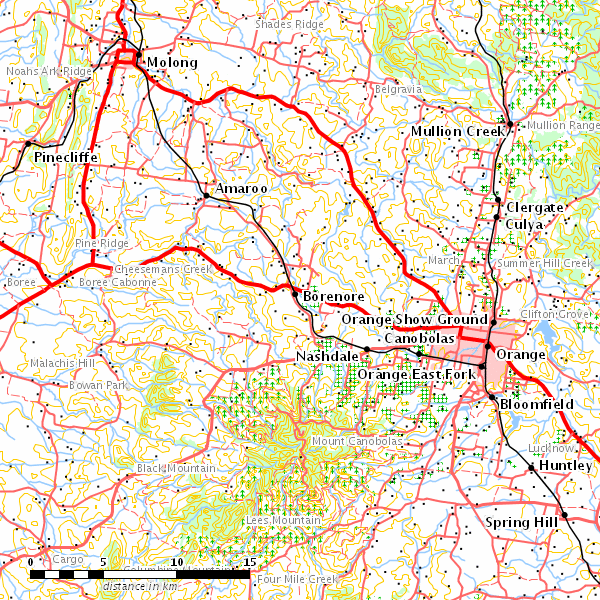 Shades Ridge
Molong
Noahs Ark Ridge
Belgravia
Mullion Creek
Mullion Range
Pinecliffe
Amaroo
Clergate
Culya
Pine Ridge
March
Summer Hill Creek
Cheesemans Creek
Boree
Boree Cabonne
Borenore
Clifton Grove
Orange Show Ground
Canobolas
Nashdale
Orange
Malachis Hill
Orange East Fork
Bowan Park
Bloomfield
Mount Canobolas
Lucknow
Black Mountain
Huntley
Lees Mountain
Spring Hill
Cargo
0 5 10 15
Columbine Mountain
Four Mile Creek
distance in km